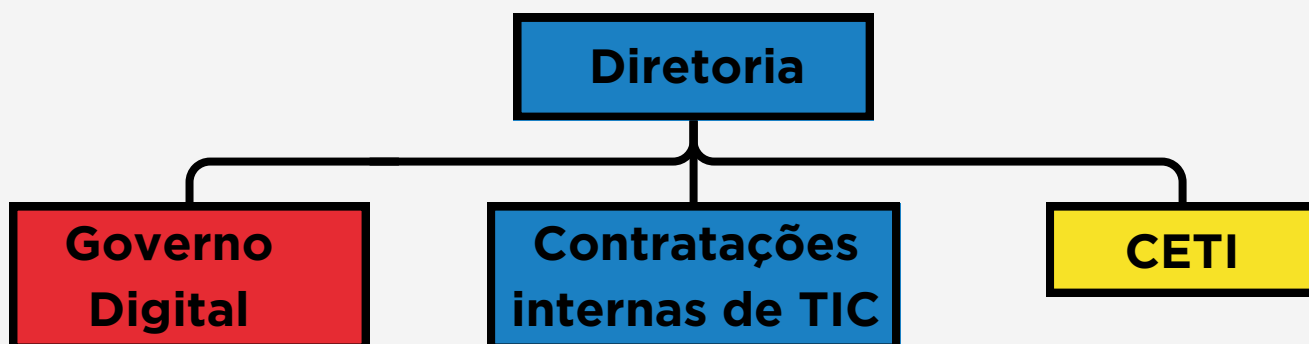 Diretoria
Governo
Digital
Contratações
internas de TIC
CETI